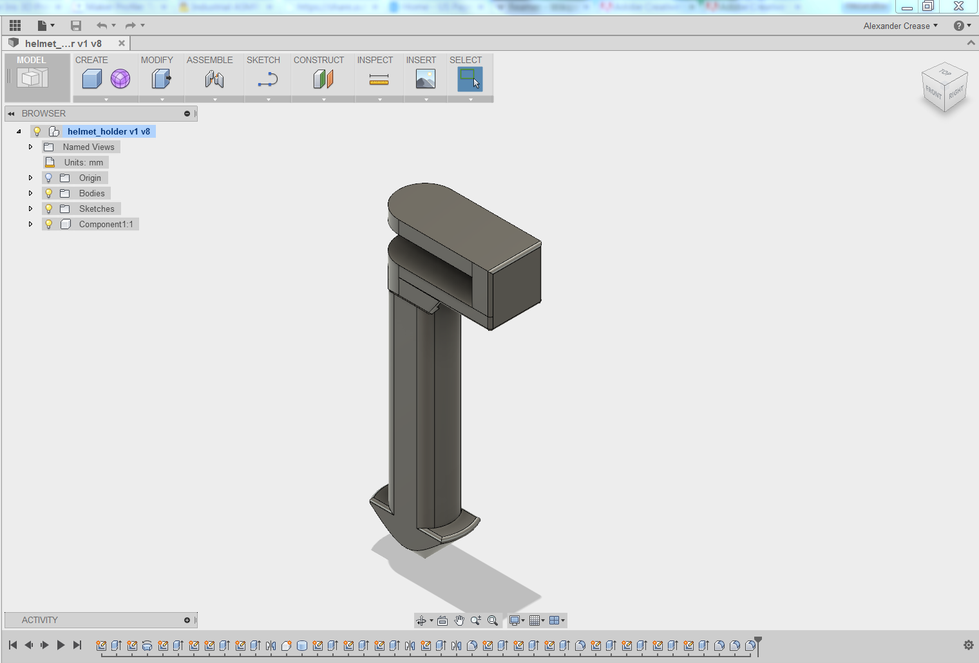 Alexander Crease
helmet_...r v1 v8
MODEL CREATE MODIFY ASSEMBLE SKETCH CONSTRUCT INSPECT INSERT SELECT
TOP
FRONT RIGHT
BROWSER
helmet_holder v1 v8
Named Views
Units: mm
Origin
Bodies
Sketches
Component1:1
ACTIVITY